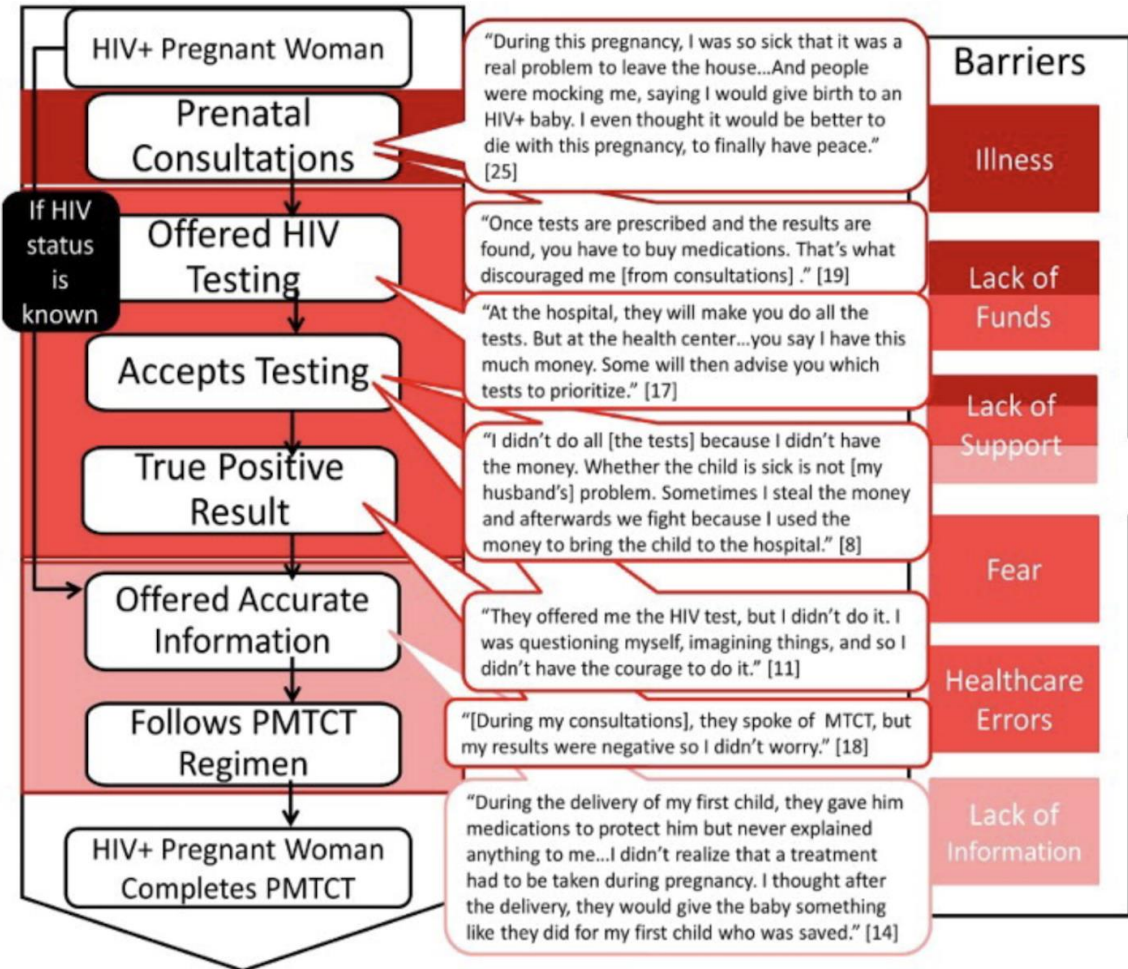 HIV+ Pregnant Woman
Prenatal
Consultations
If HIV
status
is
known
Offered HIV
Testing
Accepts Testing
True Positive
Result
Offered Accurate
Information
Follows PMTCT
Regimen
HIV+ Pregnant Woman
Completes PMTCT
“During this pregnancy, I was so sick that it was a
real problem to leave the house...And people
were mocking me, saying I would give birth to an
HIV+ baby. I even thought it would be better to
die with this pregnancy, to finally have peace.”
[25]
“Once tests are prescribed and the results are
found, you have to buy medications. That’s what
discouraged me [from consultations] .” [19]
“At the hospital, they will make you do all the
tests. But at the health center...you say I have this
much money. Some will then advise you which
tests to prioritize.” [17]
“I didn’t do all [the tests] because I didn’t have
the money. Whether the child is sick is not [my
husband’s] problem. Sometimes I steal the money
and afterwards we fight because I used the
money to bring the child to the hospital.” [8]
“They offered me the HIV test, but I didn’t do it. I
was questioning myself, imagining things, and so I
didn’t have the courage to do it.” [11]
“[During my consultations], they spoke of MTCT, but
my results were negative so I didn’t worry.” [18]
“During the delivery of my first child, they gave him
medications to protect him but never explained
anything to me...I didn’t realize that a treatment
had to be taken during pregnancy. I thought after
the delivery, they would give the baby something
like they did for my first child who was saved.” [14]
Barriers
Illness
Lack of
Funds
Lack of
Support
Fear
Healthcare
Errors
Lack of
Information